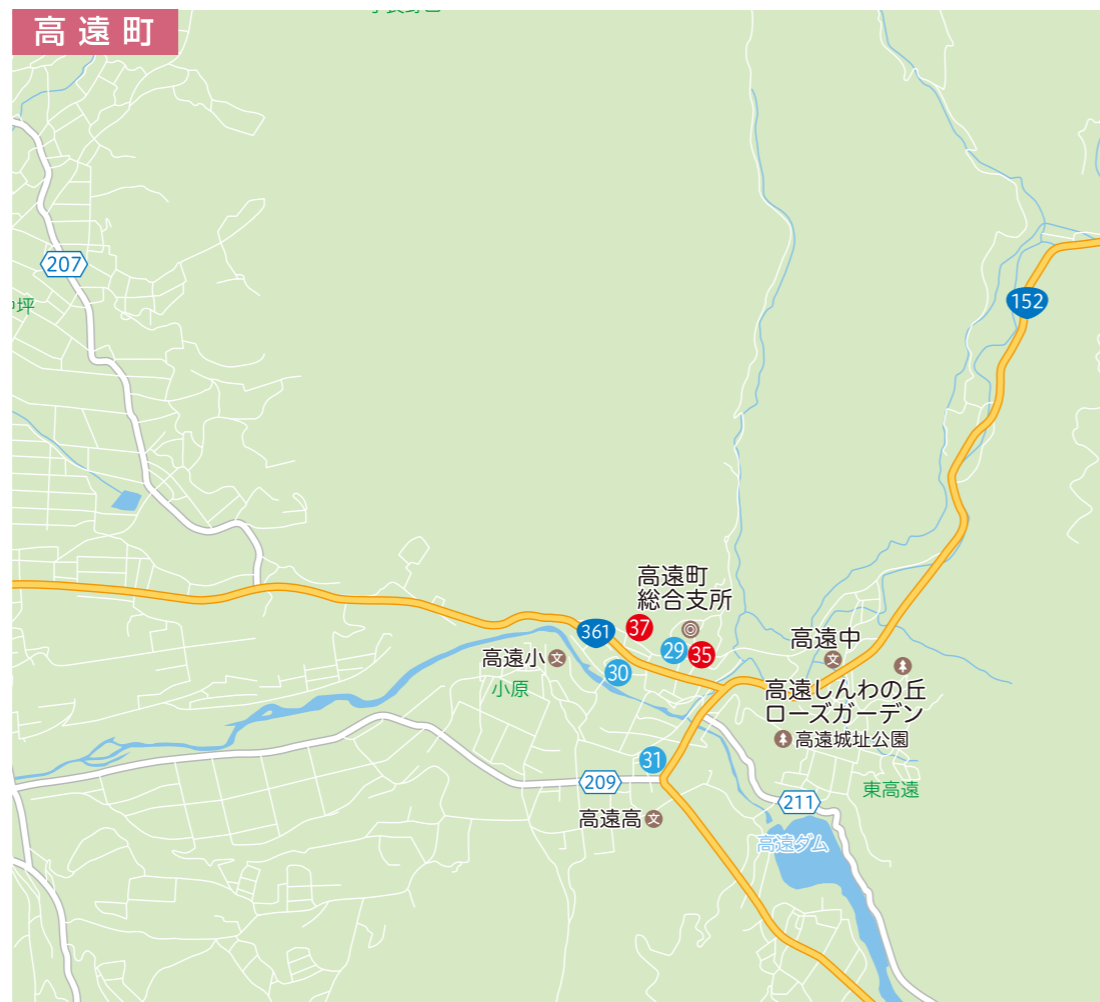 高遠町
207
152
高遠町
総合支所
37
361
29
35
高遠中
高遠小
30
小原
高遠しんわの丘
ローズガーデン
高遠城址公園
31
209
211
東高遠
高遠高
高遠ダム